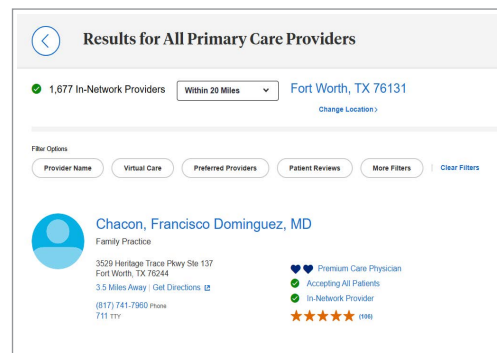 Results for All Primary Care Providers
1,677 In-Network Providers
Within 20 Miles
Fort Worth, TX 76131
Change Location >
Filter Options
Provider Name
Virtual Care
Preferred Providers
Patient Reviews
More Filters
Clear Filters
Chacon, Francisco Dominguez, MD
Family Practice
3529 Heritage Trace Pkwy Ste 137
Fort Worth, TX 76244
3.5 Miles Away | Get Directions
(817) 741-7960 Phone
711 TTY
Premium Care Physician
Accepting All Patients
In-Network Provider
(106)